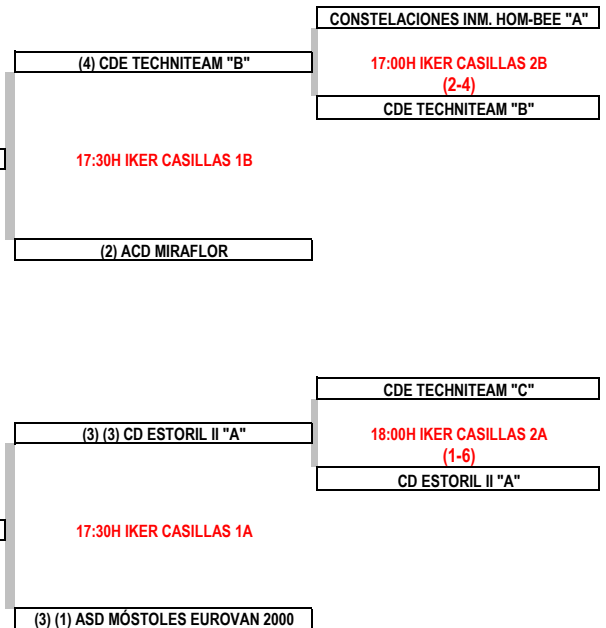 CONSTELACIONES INM. HOM-BEE "A"
(4) CDE TECHNITEAM "B"
17:00H IKER CASILLAS 2B
(2-4)
CDE TECHNITEAM "B"
17:30H IKER CASILLAS 1B
(2) ACD MIRAFLOR
CDE TECHNITEAM "C"
(3) (3) CD ESTORIL II "A"
18:00H IKER CASILLAS 2A
(1-6)
CD ESTORIL II "A"
17:30H IKER CASILLAS 1A
(3) (1) ASD MÓSTOLES EUROVAN 2000